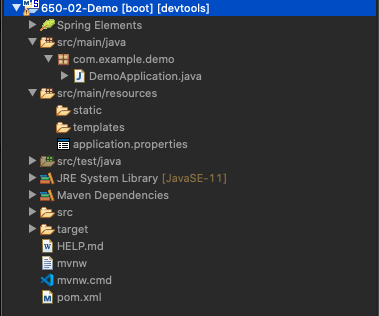 650-02-Demo [boot] [devtools]
Spring Elements
src/main/java
com.example.demo
DemoApplication.java
src/main/resources
static
templates
application.properties
src/test/java
JRE System Library [JavaSE-11]
Maven Dependencies
src
target
HELP.md
mvnw
mvnw.cmd
pom.xml